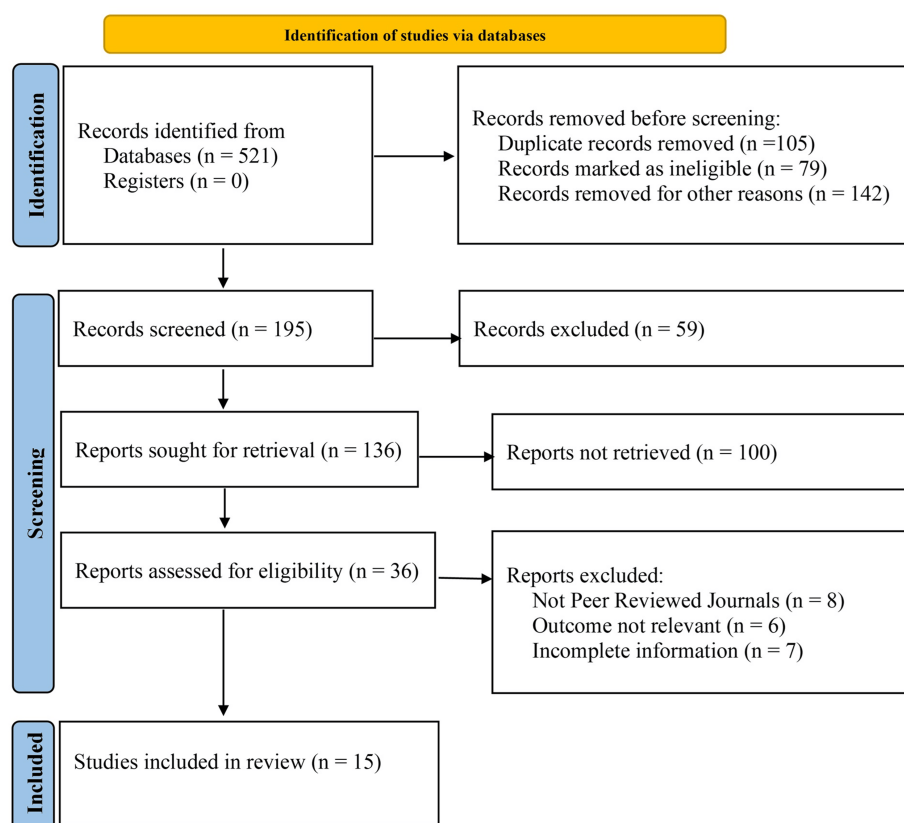 Identification of studies via databases
Identification
Records identified from
Databases (n = 521)
Registers (n = 0)
Records removed before screening:
Duplicate records removed (n =105)
Records marked as ineligible (n = 79)
Records removed for other reasons (n = 142)
Screening
Records screened (n = 195)
Records excluded (n = 59)
Reports sought for retrieval (n = 136)
Reports not retrieved (n = 100)
Reports assessed for eligibility (n = 36)
Reports excluded:
Not Peer Reviewed Journals (n = 8)
Outcome not relevant (n = 6)
Incomplete information (n = 7)
Included
Studies included in review (n = 15)